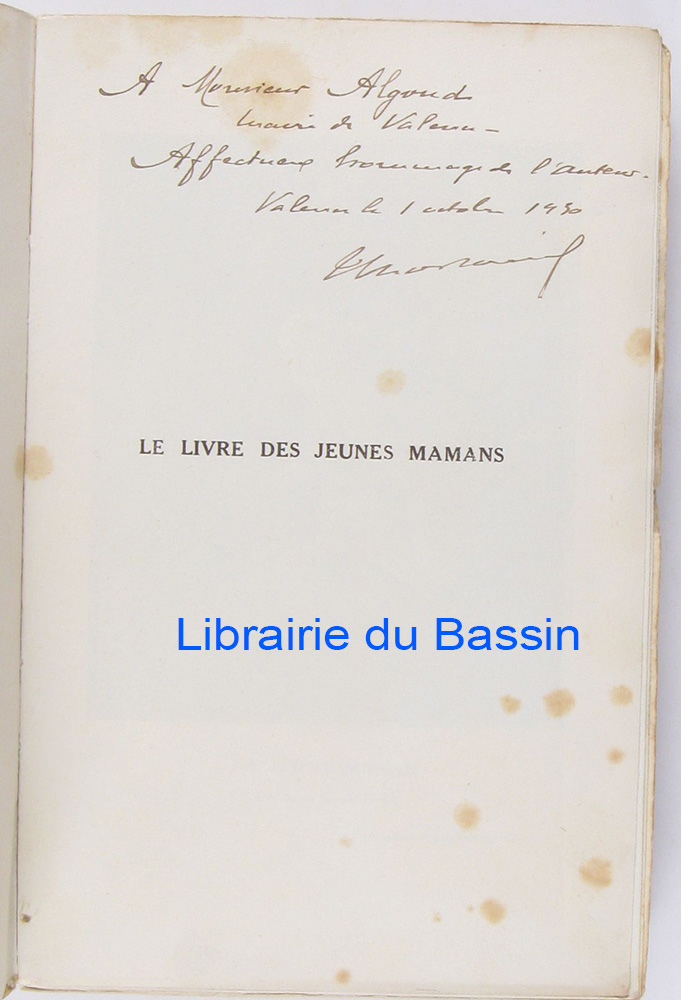 A Monsieur Algoud
Maire de Valence -
Affectueux hommage de l'auteur.
Valence le 1 octobre 1930
LE LIVRE DES JEUNES MAMANS
Librairie du Bassin